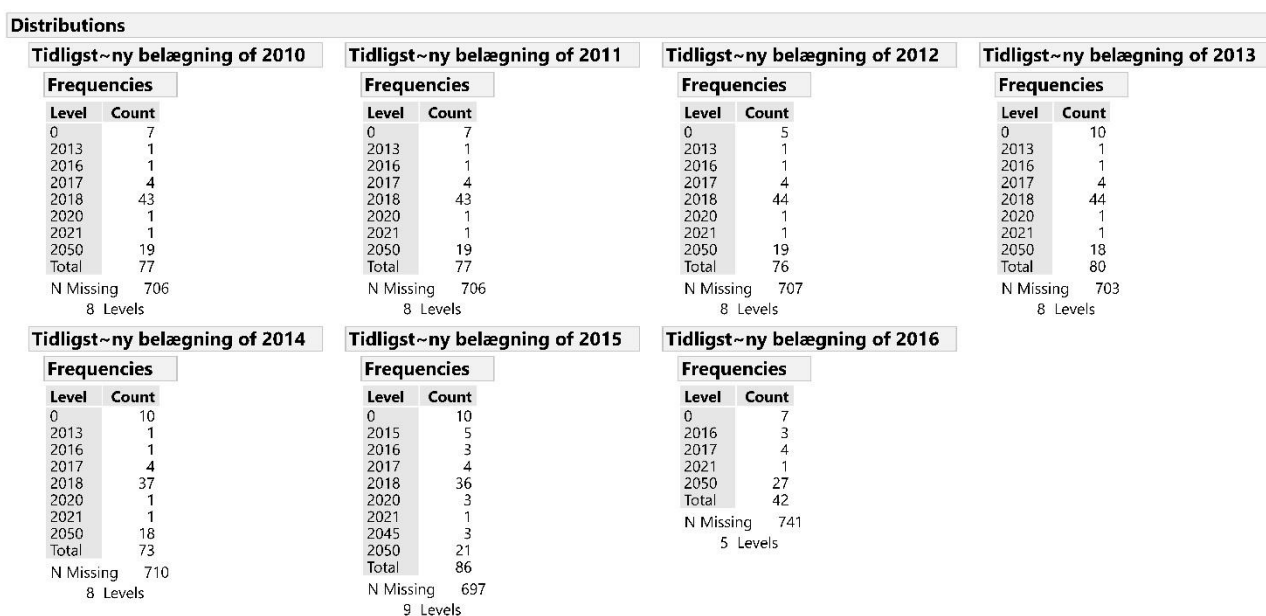 Distributions
Tidligst~ny belægning of 2010
Frequencies
Level Count
0 7
2013 1
2016 1
2017 4
2018 43
2020 1
2021 1
2050 19
Total 77
N Missing 706
8 Levels
Tidligst~ny belægning of 2011
Frequencies
Level Count
0 7
2013 1
2016 1
2017 4
2018 43
2020 1
2021 1
2050 19
Total 77
N Missing 706
8 Levels
Tidligst~ny belægning of 2012
Frequencies
Level Count
0 5
2013 1
2016 1
2017 4
2018 44
2020 1
2021 1
2050 19
Total 76
N Missing 707
8 Levels
Tidligst~ny belægning of 2013
Frequencies
Level Count
0 10
2013 1
2016 1
2017 4
2018 44
2020 1
2021 1
2050 18
Total 80
N Missing 703
8 Levels
Tidligst~ny belægning of 2014
Frequencies
Level Count
0 10
2013 1
2016 1
2017 4
2018 37
2020 1
2021 1
2050 18
Total 73
N Missing 710
8 Levels
Tidligst~ny belægning of 2015
Frequencies
Level Count
0 10
2015 5
2016 3
2017 4
2018 36
2020 3
2021 1
2045 3
2050 21
Total 86
N Missing 697
9 Levels
Tidligst~ny belægning of 2016
Frequencies
Level Count
0 7
2016 3
2017 4
2021 1
2050 27
Total 42
N Missing 741
5 Levels